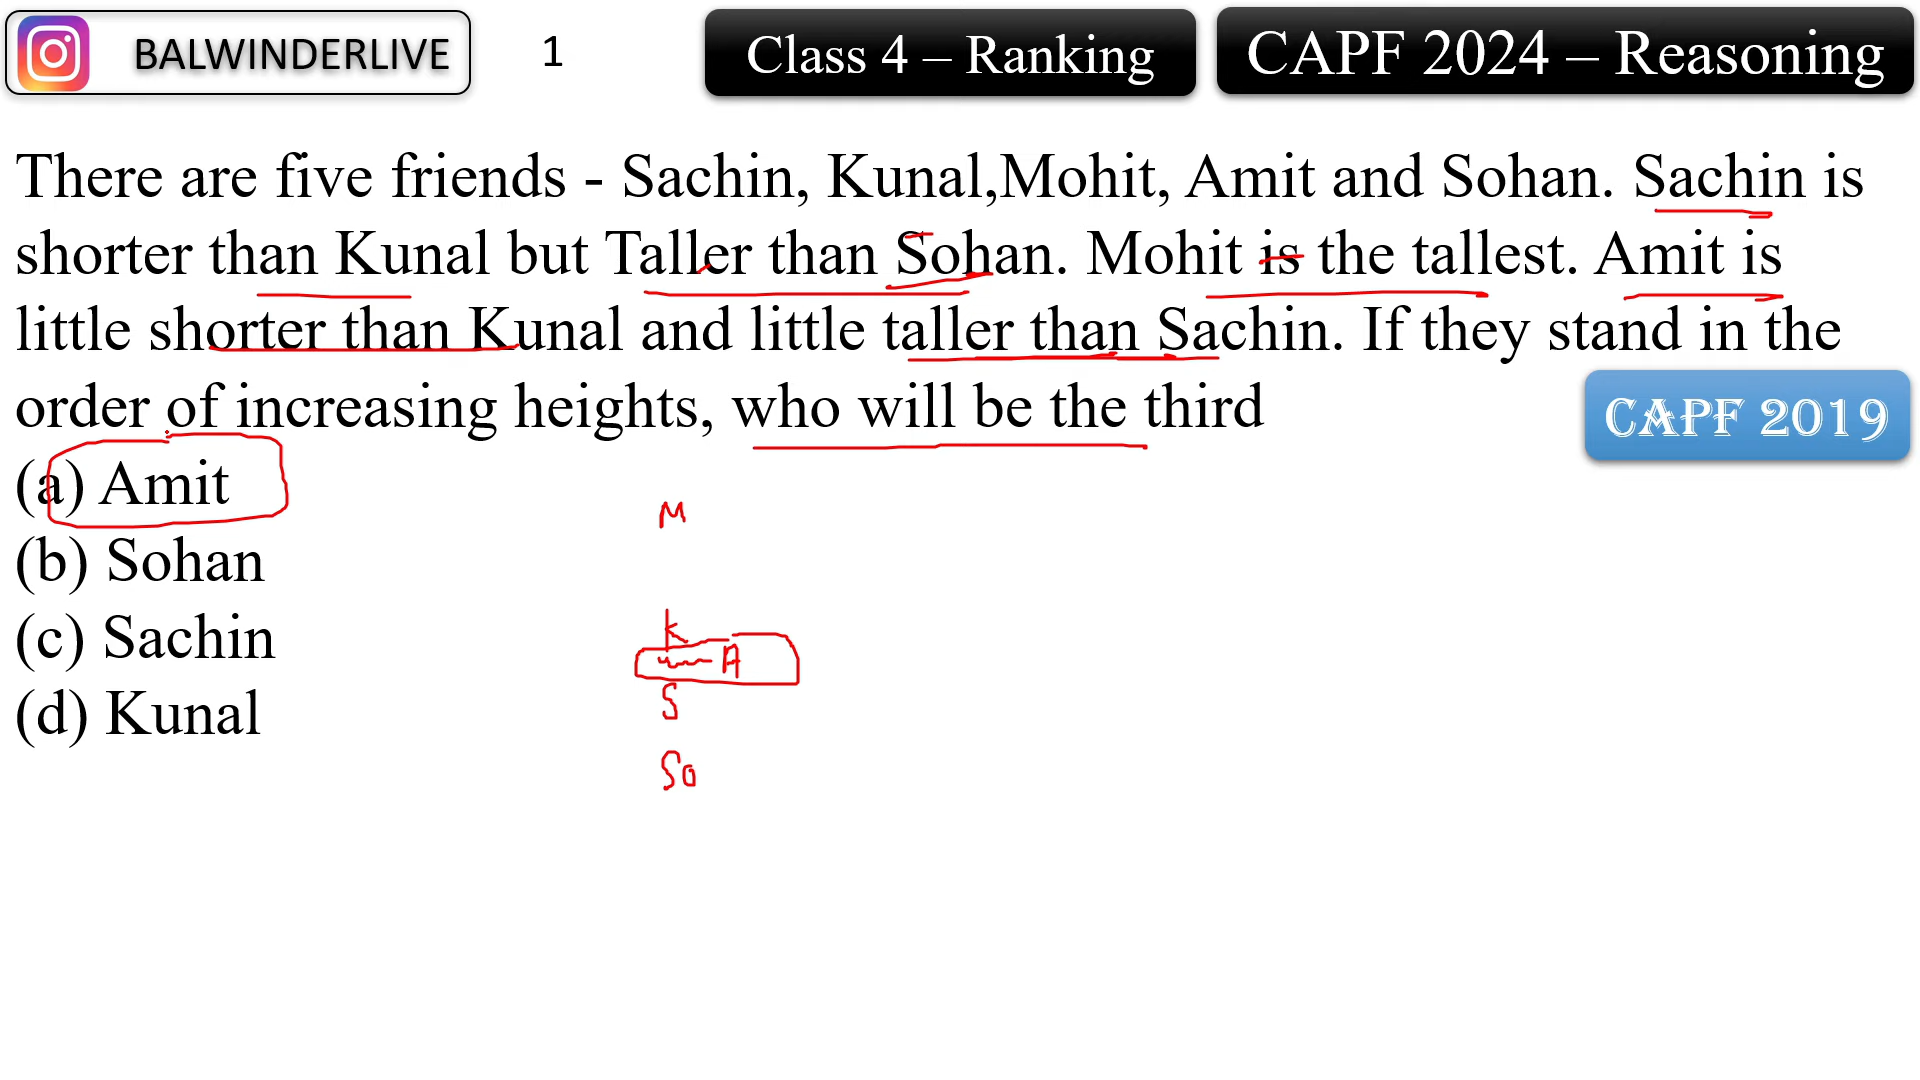 BALWINDERLIVE 1 Class 4 – Ranking CAPF 2024 – Reasoning
There are five friends - Sachin, Kunal,Mohit, Amit and Sohan. Sachin is
shorter than Kunal but Taller than Sohan. Mohit is the tallest. Amit is
little shorter than Kunal and little taller than Sachin. If they stand in the
order of increasing heights, who will be the third
CAPF 2019
(a) Amit
(b) Sohan
(c) Sachin
(d) Kunal
M
K
A
S
So